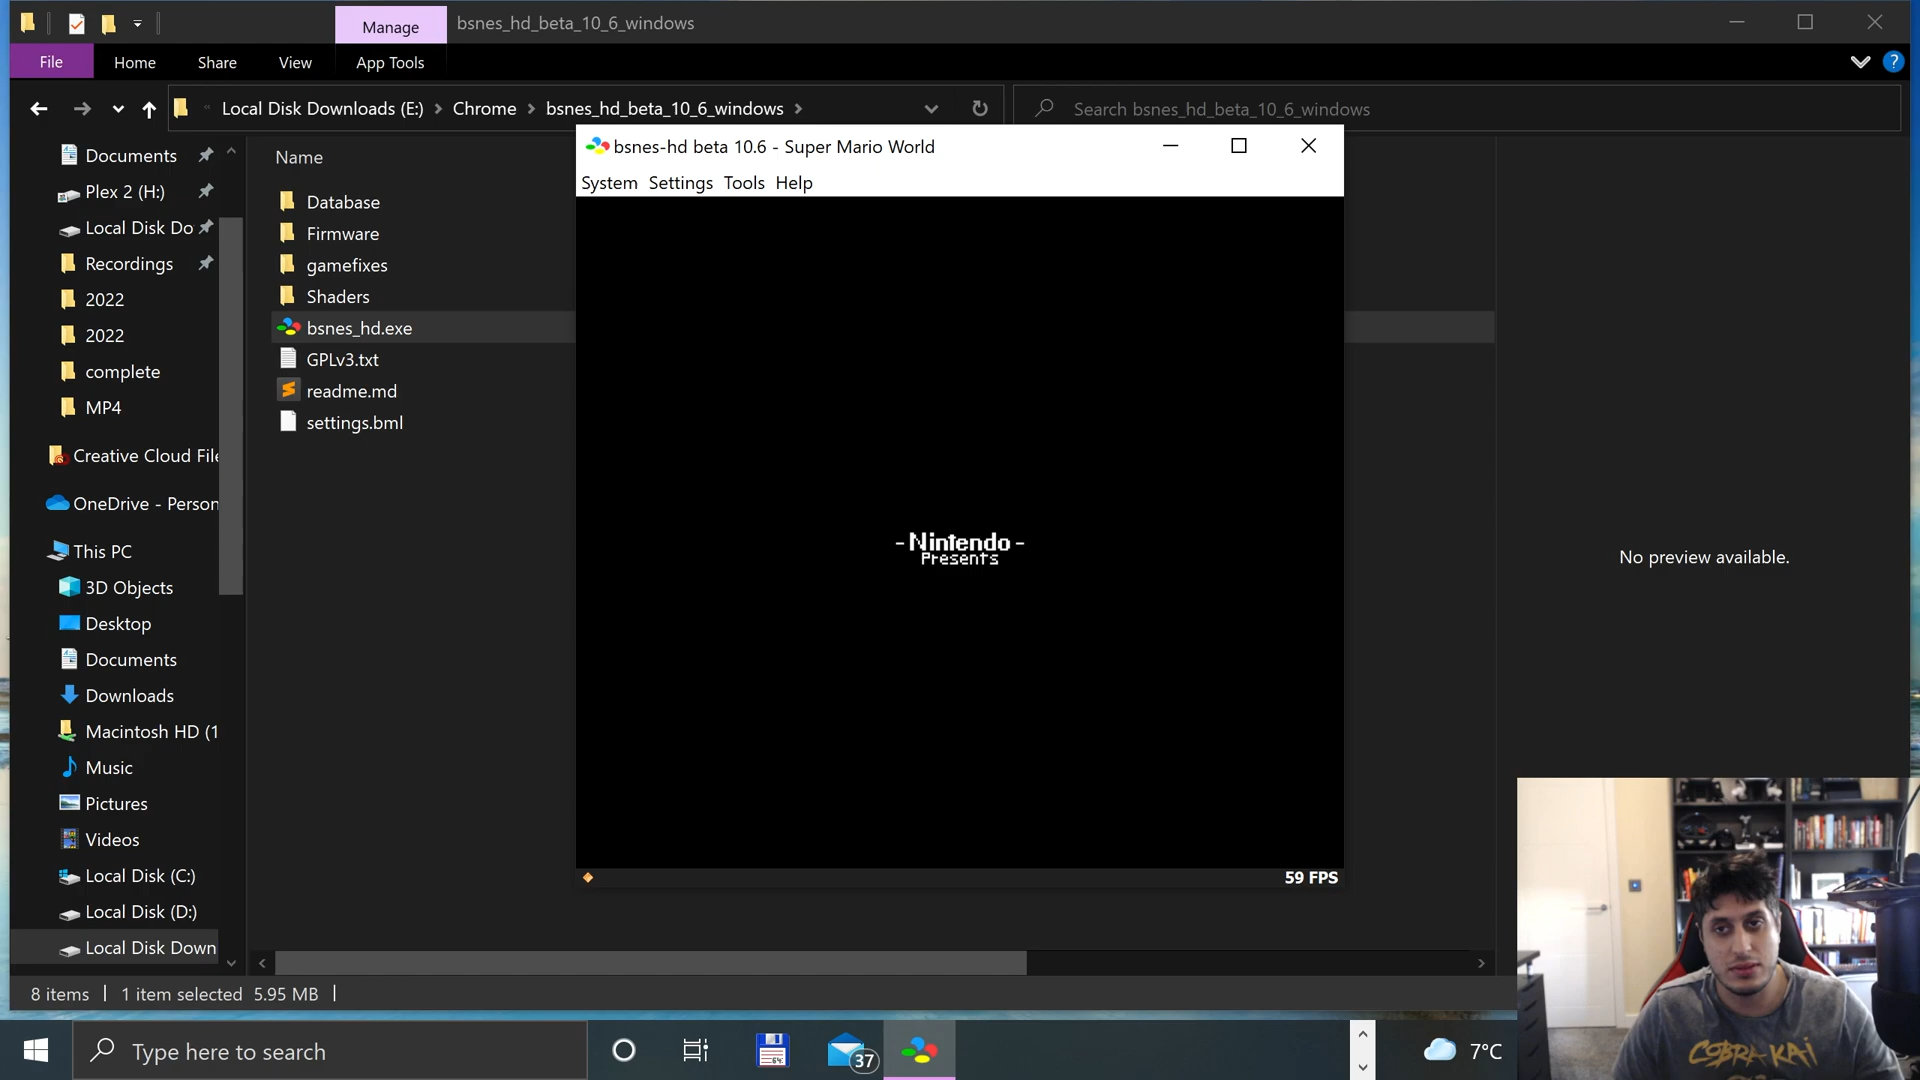 Manage
bsnes_hd_beta_10_6_windows
File
Home
Share
View
App Tools
?
« Local Disk Downloads (E:) > Chrome > bsnes_hd_beta_10_6_windows >
Search bsnes_hd_beta_10_6_windows
Documents
Plex 2 (H:)
Local Disk Do
Recordings
2022
2022
complete
MP4
Creative Cloud File
OneDrive - Person
This PC
3D Objects
Desktop
Documents
Downloads
Macintosh HD (1
Music
Pictures
Videos
Local Disk (C:)
Local Disk (D:)
Local Disk Down
Name
Database
Firmware
gamefixes
Shaders
bsnes_hd.exe
GPLv3.txt
readme.md
settings.bml
bsnes-hd beta 10.6 - Super Mario World
System Settings Tools Help
-Nintendo-
Presents
59 FPS
No preview available.
8 items
1 item selected 5.95 MB
Type here to search
64
37
7°C
COBRA KAI